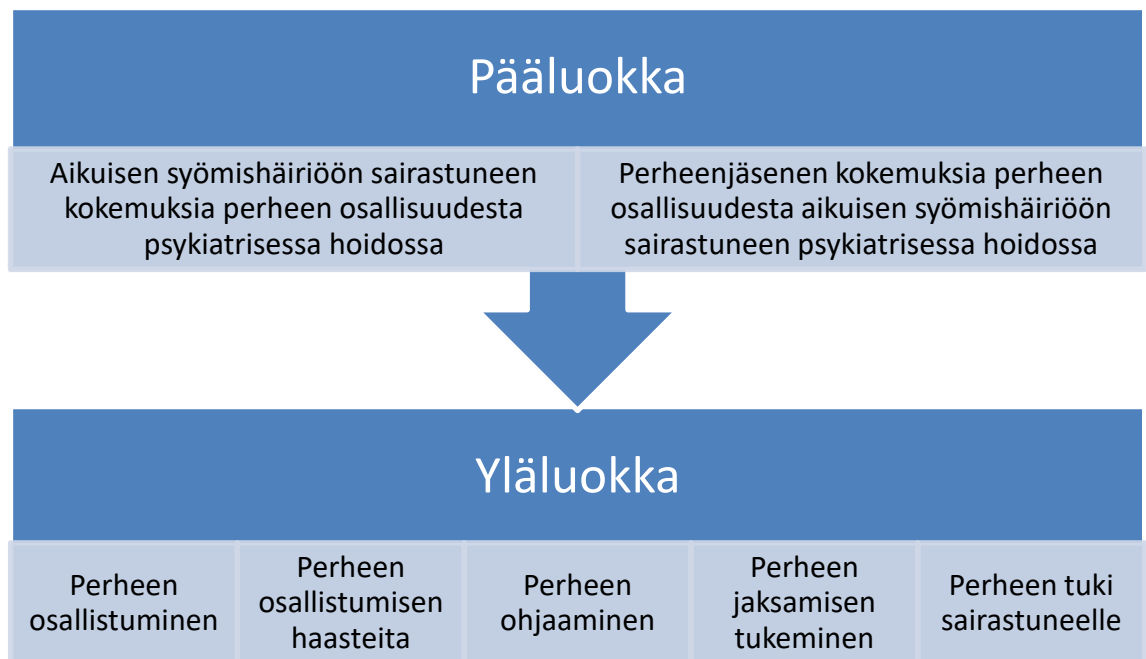 Pääluokka
Aikuisen syömishäiriöön sairastuneen
kokemuksia perheen osallisuudesta
psykiatrisessa hoidossa
Perheenjäsenen kokemuksia perheen
osallisuudesta aikuisen syömishäiriöön
sairastuneen psykiatrisessa hoidossa
Yläluokka
Perheen
osallistuminen
Perheen
osallistumisen
haasteita
Perheen
ohjaaminen
Perheen
jaksamisen
tukeminen
Perheen tuki
sairastuneelle